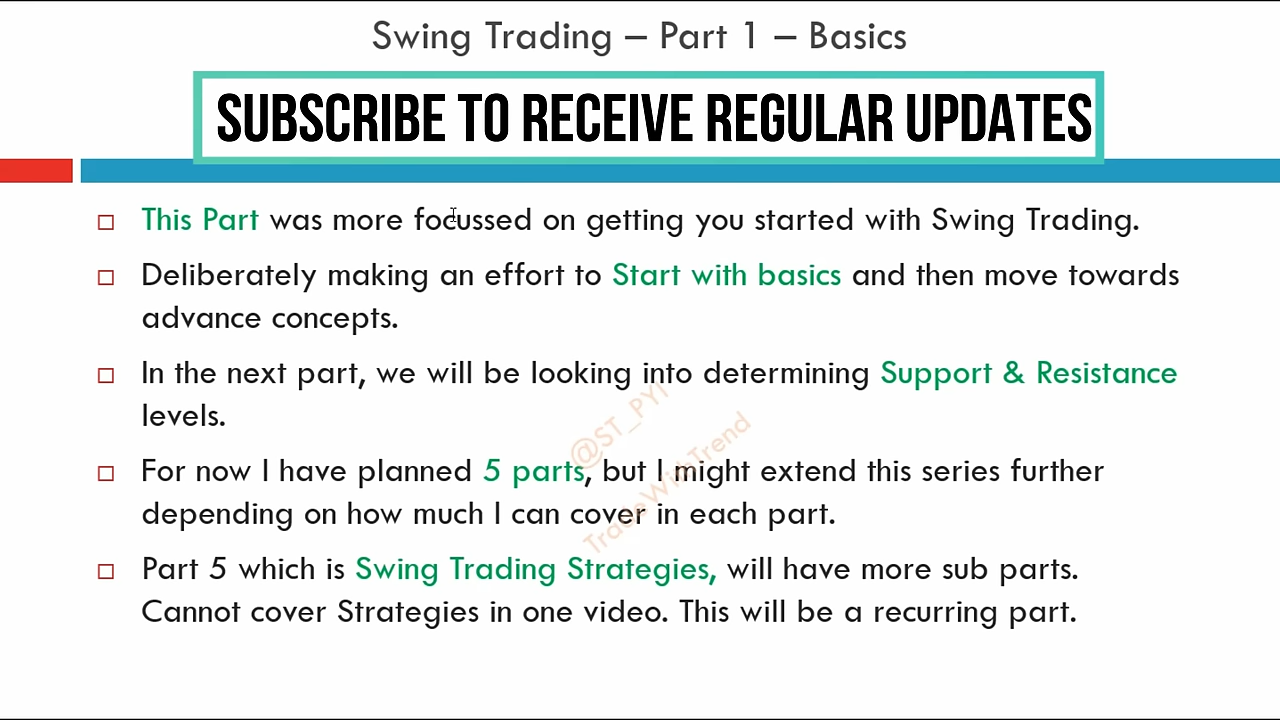 Swing Trading – Part 1 – Basics
SUBSCRIBE TO RECEIVE REGULAR UPDATES
This Part was more focussed on getting you started with Swing Trading.
Deliberately making an effort to Start with basics and then move towards
advance concepts.
In the next part, we will be looking into determining Support & Resistance
levels.
For now I have planned 5 parts, but I might extend this series further
depending on how much I can cover in each part.
Part 5 which is Swing Trading Strategies, will have more sub parts.
Cannot cover Strategies in one video. This will be a recurring part.
@ST_PYI
TradeWithTrend